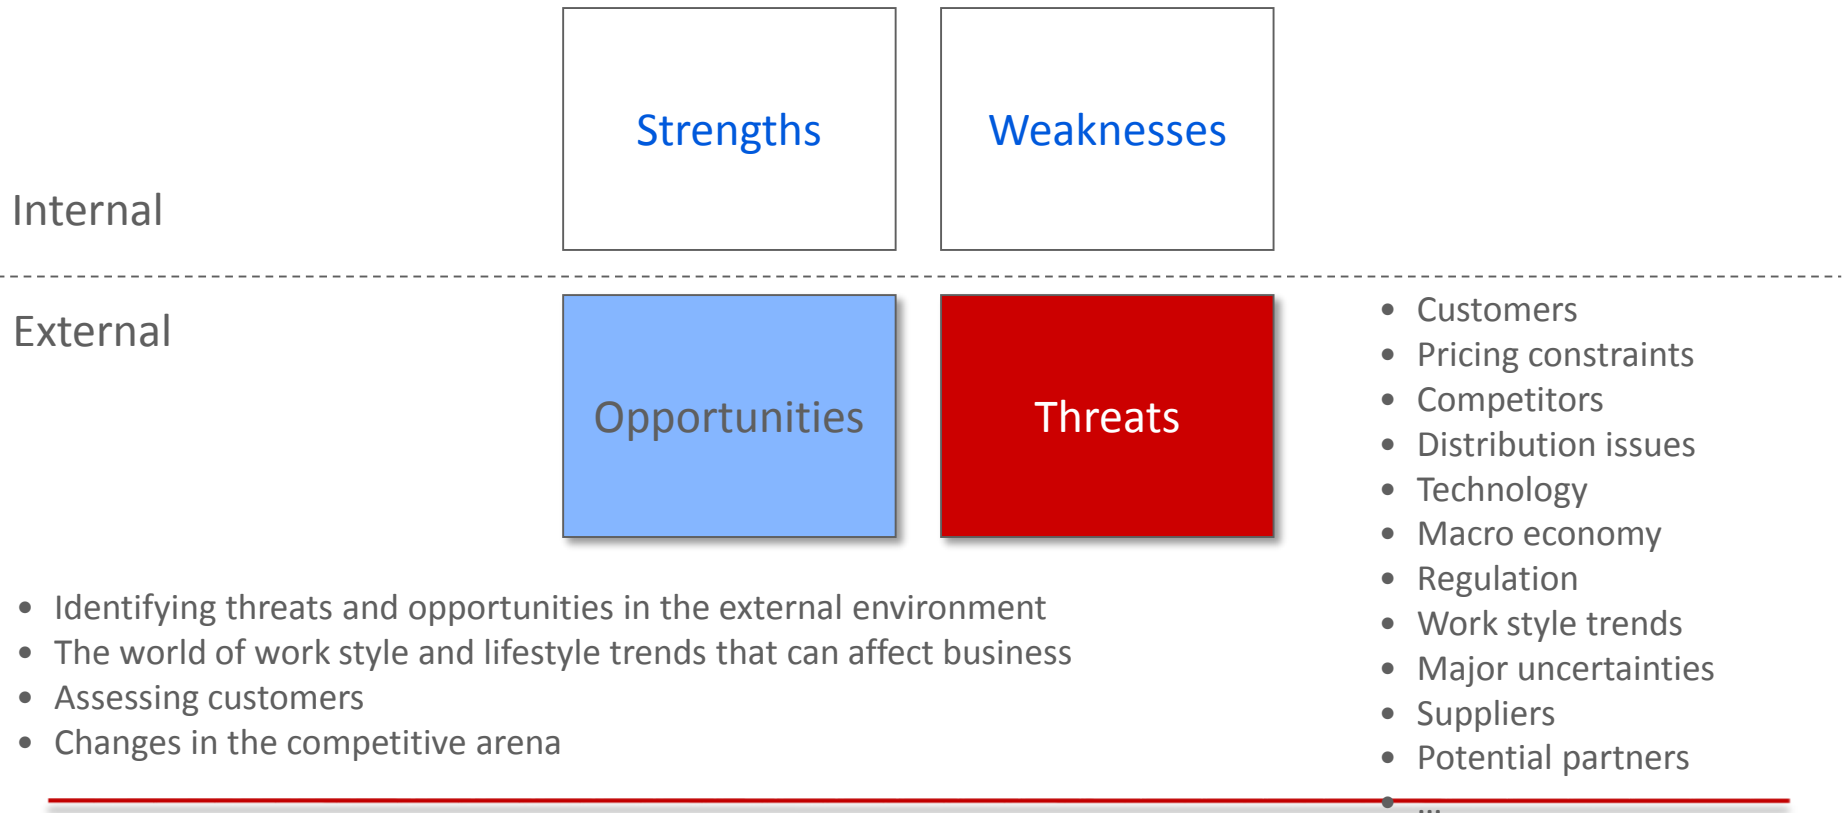 Strengths
Weaknesses
Internal
External
Opportunities
Threats
• Customers
• Pricing constraints
• Competitors
• Distribution issues
• Technology
• Macro economy
• Regulation
• Work style trends
• Major uncertainties
• Suppliers
• Potential partners
• ...
• Identifying threats and opportunities in the external environment
• The world of work style and lifestyle trends that can affect business
• Assessing customers
• Changes in the competitive arena